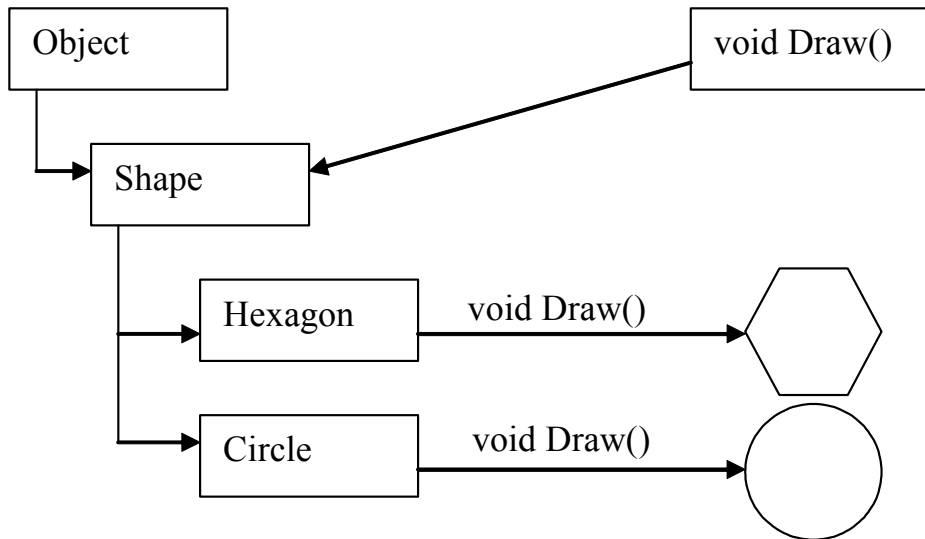 Object
void Draw()
Shape
Hexagon
void Draw()
Circle
void Draw()